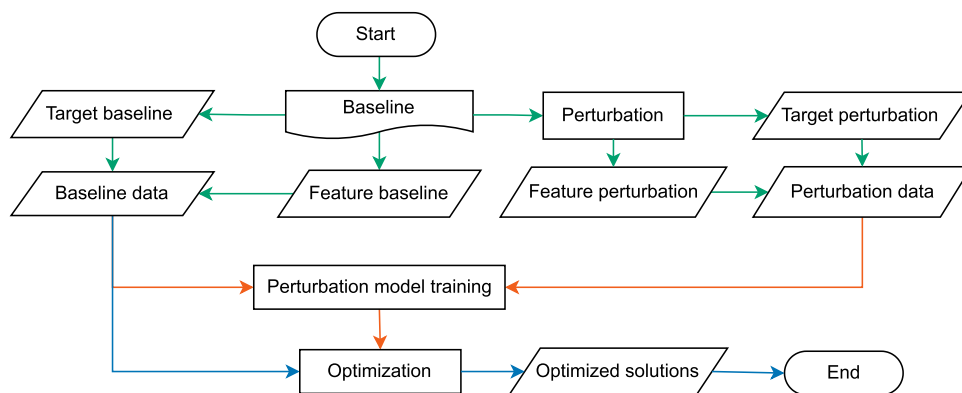 Start
Target baseline
Baseline
Perturbation
Target perturbation
Baseline data
Feature baseline
Feature perturbation
Perturbation data
Perturbation model training
Optimization
Optimized solutions
End